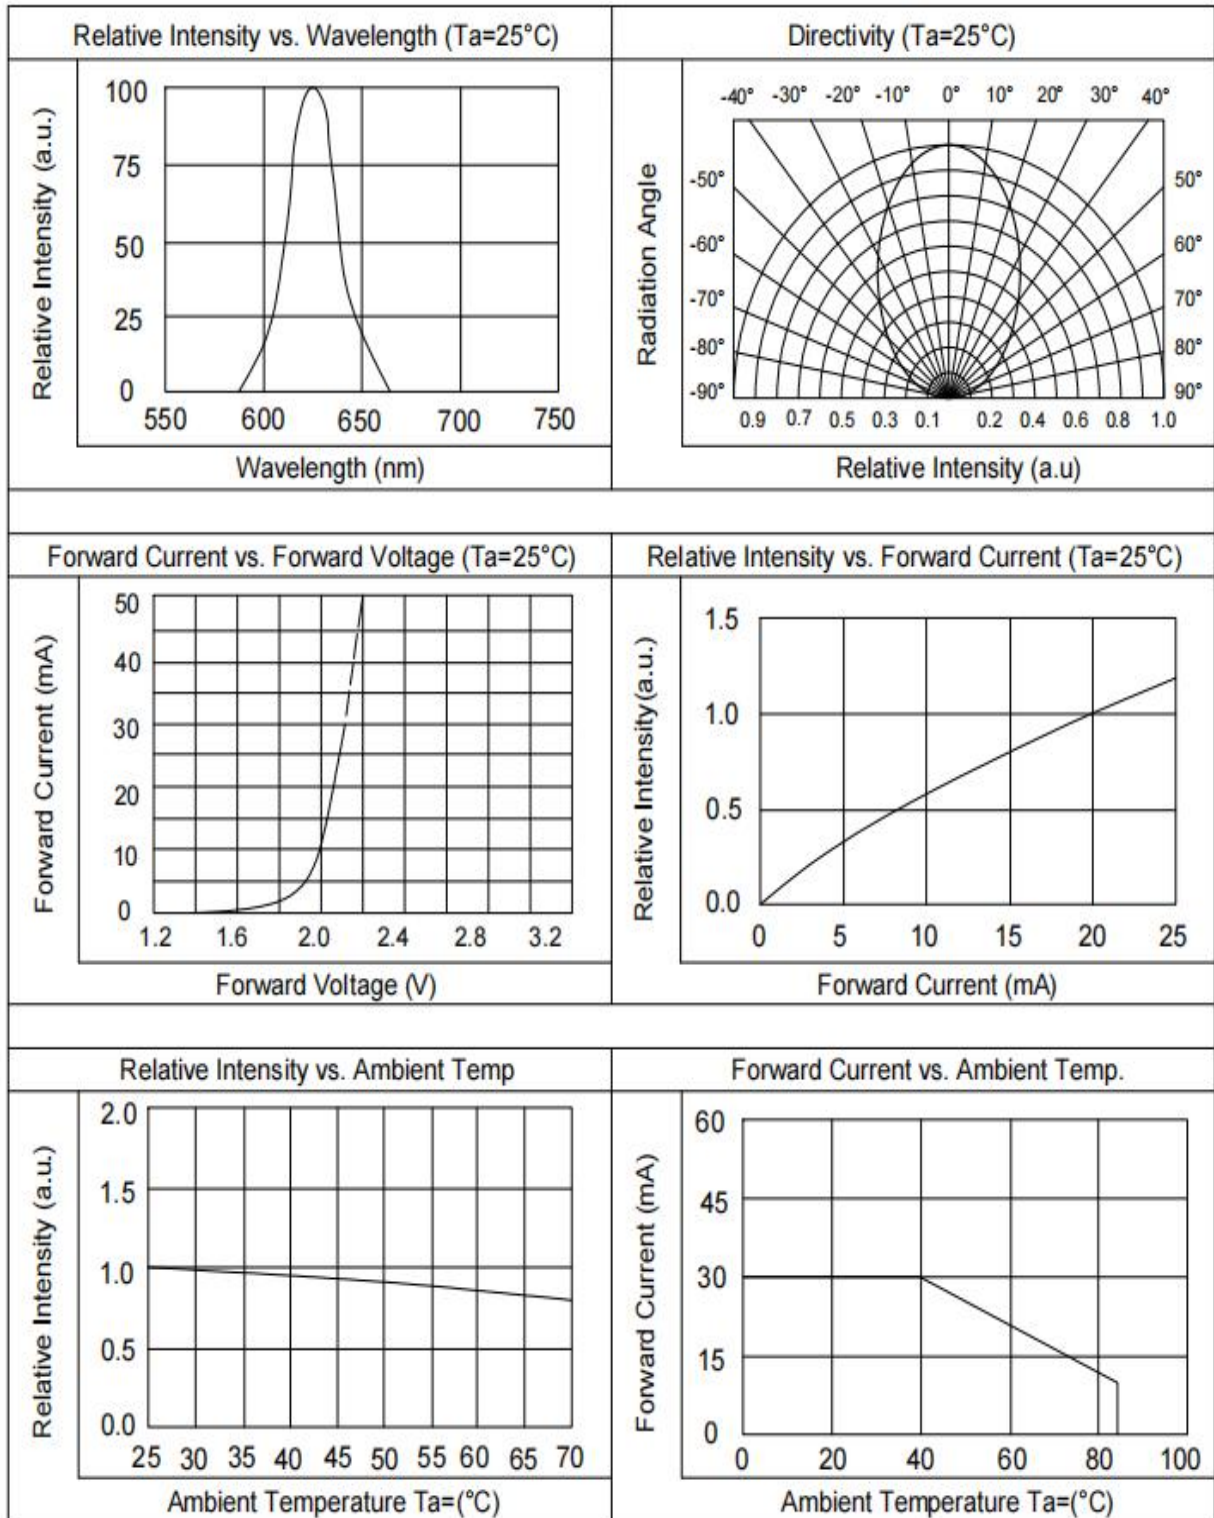 Relative Intensity vs. Wavelength (Ta=25°C)
Relative Intensity (a.u.)
100
75
50
25
0
550 600 650 700 750
Wavelength (nm)
Directivity (Ta=25°C)
-40° -30° -20° -10° 0° 10° 20° 30° 40°
Radiation Angle
-50° 50°
-60° 60°
-70° 70°
-80° 80°
-90° 90°
0.9 0.7 0.5 0.3 0.1 0.2 0.4 0.6 0.8 1.0
Relative Intensity (a.u)
Forward Current vs. Forward Voltage (Ta=25°C)
Forward Current (mA)
50
40
30
20
10
0
1.2 1.6 2.0 2.4 2.8 3.2
Forward Voltage (V)
Relative Intensity vs. Forward Current (Ta=25°C)
Relative Intensity(a.u.)
1.5
1.0
0.5
0.0
0 5 10 15 20 25
Forward Current (mA)
Relative Intensity vs. Ambient Temp
Relative Intensity (a.u.)
2.0
1.5
1.0
0.5
0.0
25 30 35 40 45 50 55 60 65 70
Ambient Temperature Ta=(°C)
Forward Current vs. Ambient Temp.
Forward Current (mA)
60
45
30
15
0
0 20 40 60 80 100
Ambient Temperature Ta=(°C)